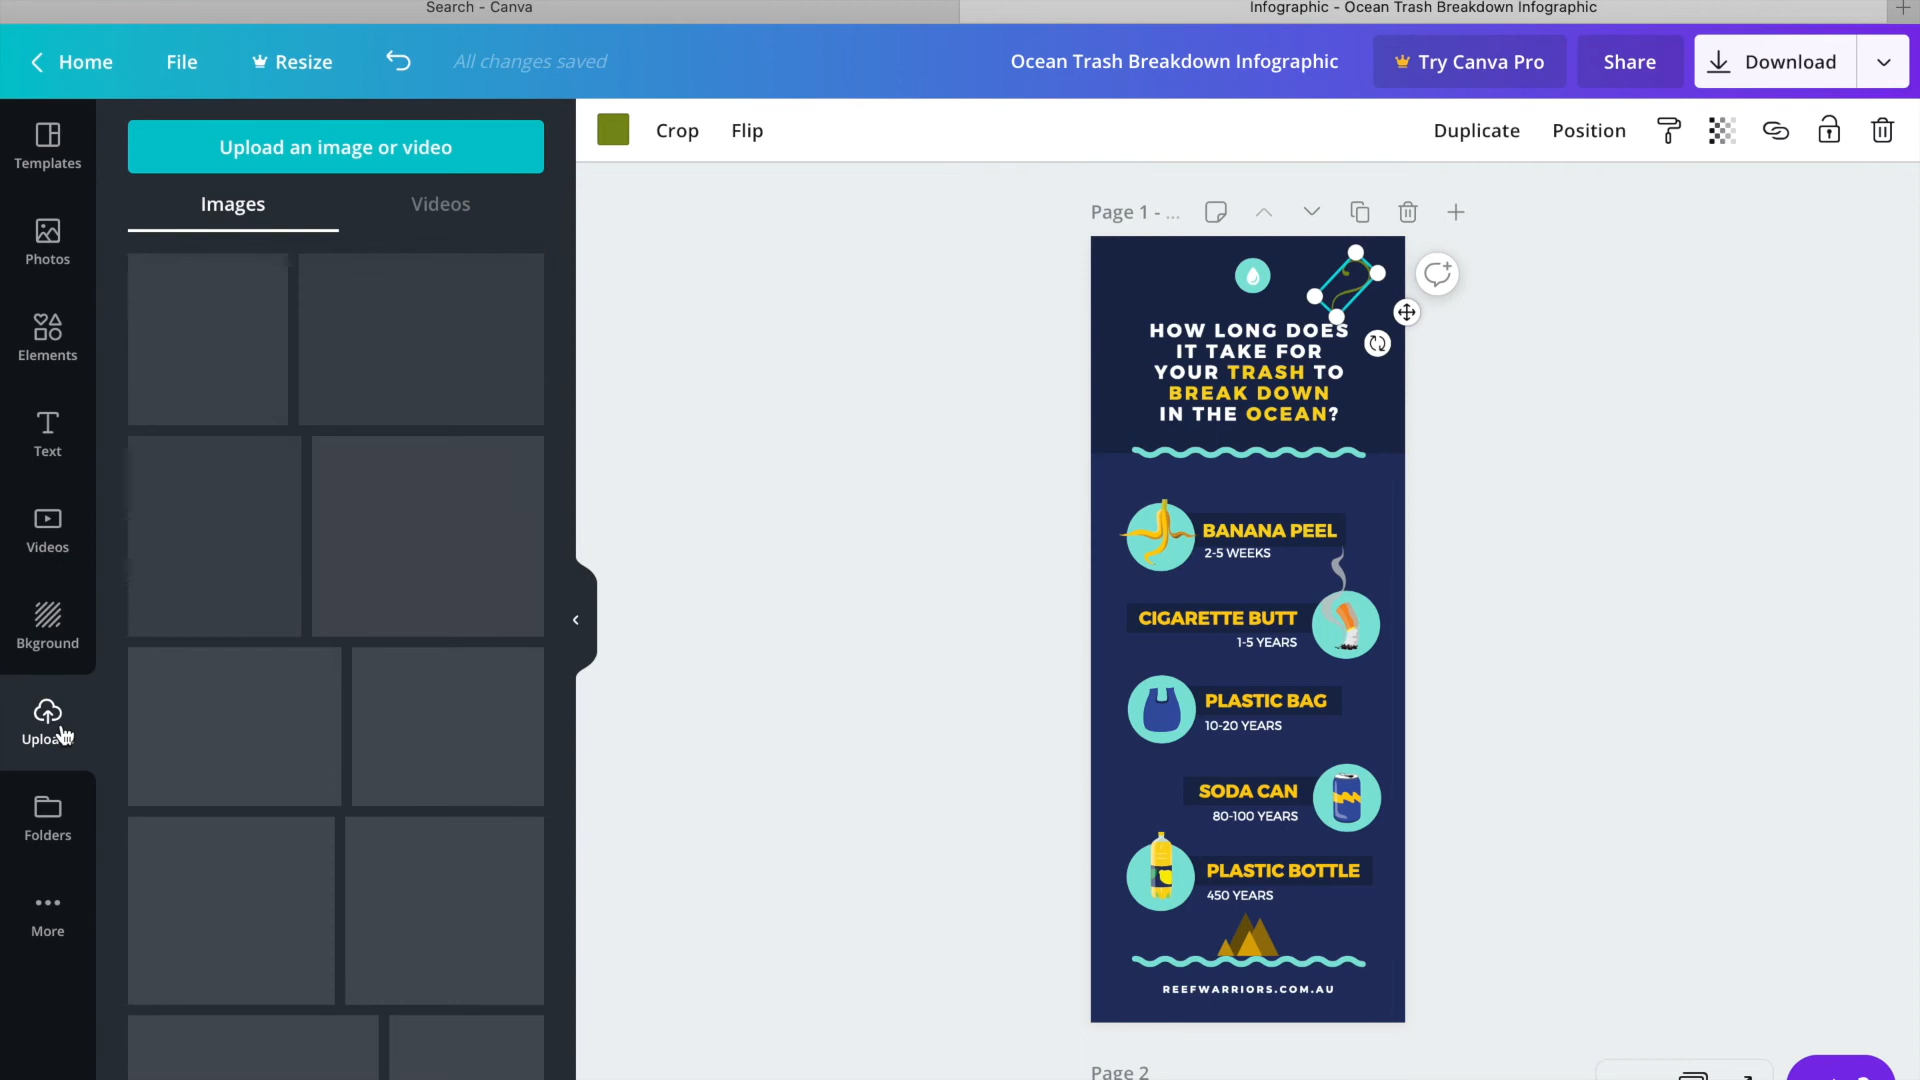 Search - Canva
Infographic - Ocean Trash Breakdown Infographic
Home
File
Resize
All changes saved
Ocean Trash Breakdown Infographic
Try Canva Pro
Share
Download
Templates
Photos
Elements
Text
Videos
Bkground
Folders
More
Upload an image or video
Images
Videos
Crop
Flip
Duplicate
Position
Page 1 - ...
HOW LONG DOES
IT TAKE FOR
YOUR TRASH TO
BREAK DOWN
IN THE OCEAN?
BANANA PEEL
2-5 WEEKS
CIGARETTE BUTT
1-5 YEARS
PLASTIC BAG
10-20 YEARS
SODA CAN
80-100 YEARS
PLASTIC BOTTLE
450 YEARS
REEFWARRIORS.COM.AU
Page 2